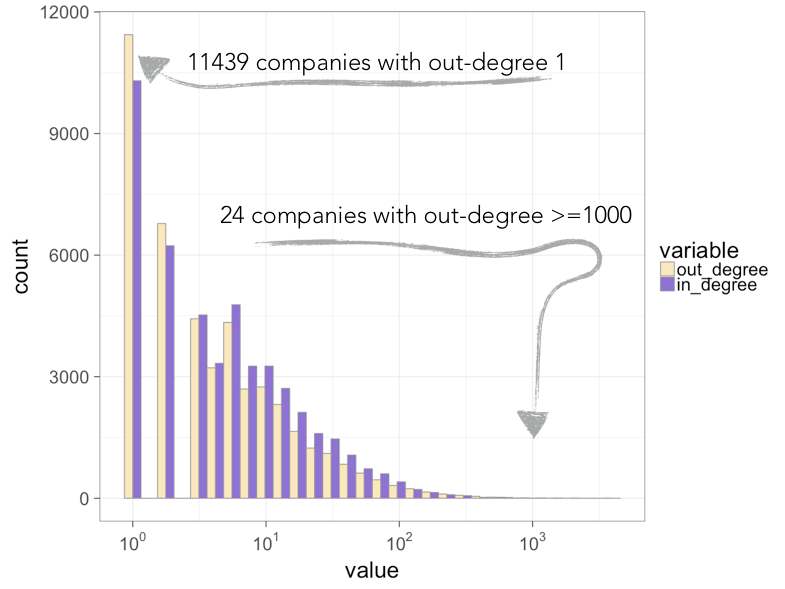 12000
11439 companies with out-degree 1
9000
24 companies with out-degree >=1000
6000
3000
0
count
10⁰ 10¹ 10² 10³
value
variable
out_degree
in_degree